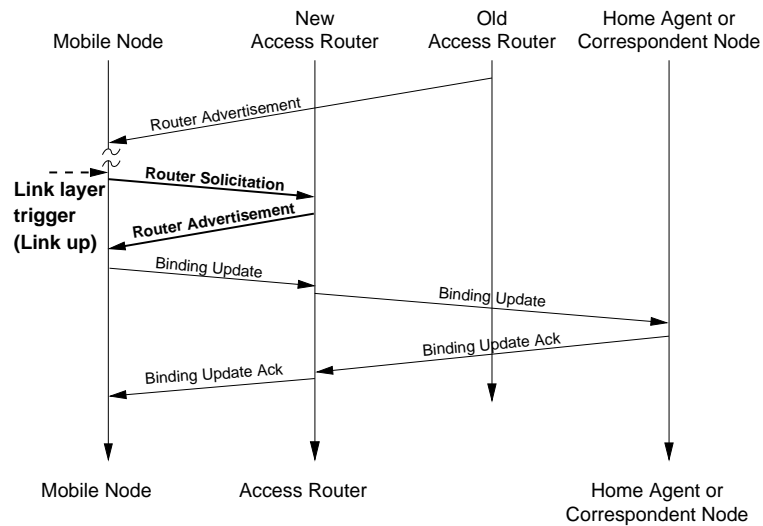 Mobile Node
New
Access Router
Old
Access Router
Home Agent or
Correspondent Node
Router Advertisement
Link layer
trigger
(Link up)
Router Solicitation
Router Advertisement
Binding Update
Binding Update
Binding Update Ack
Binding Update Ack
Mobile Node
Access Router
Home Agent or
Correspondent Node